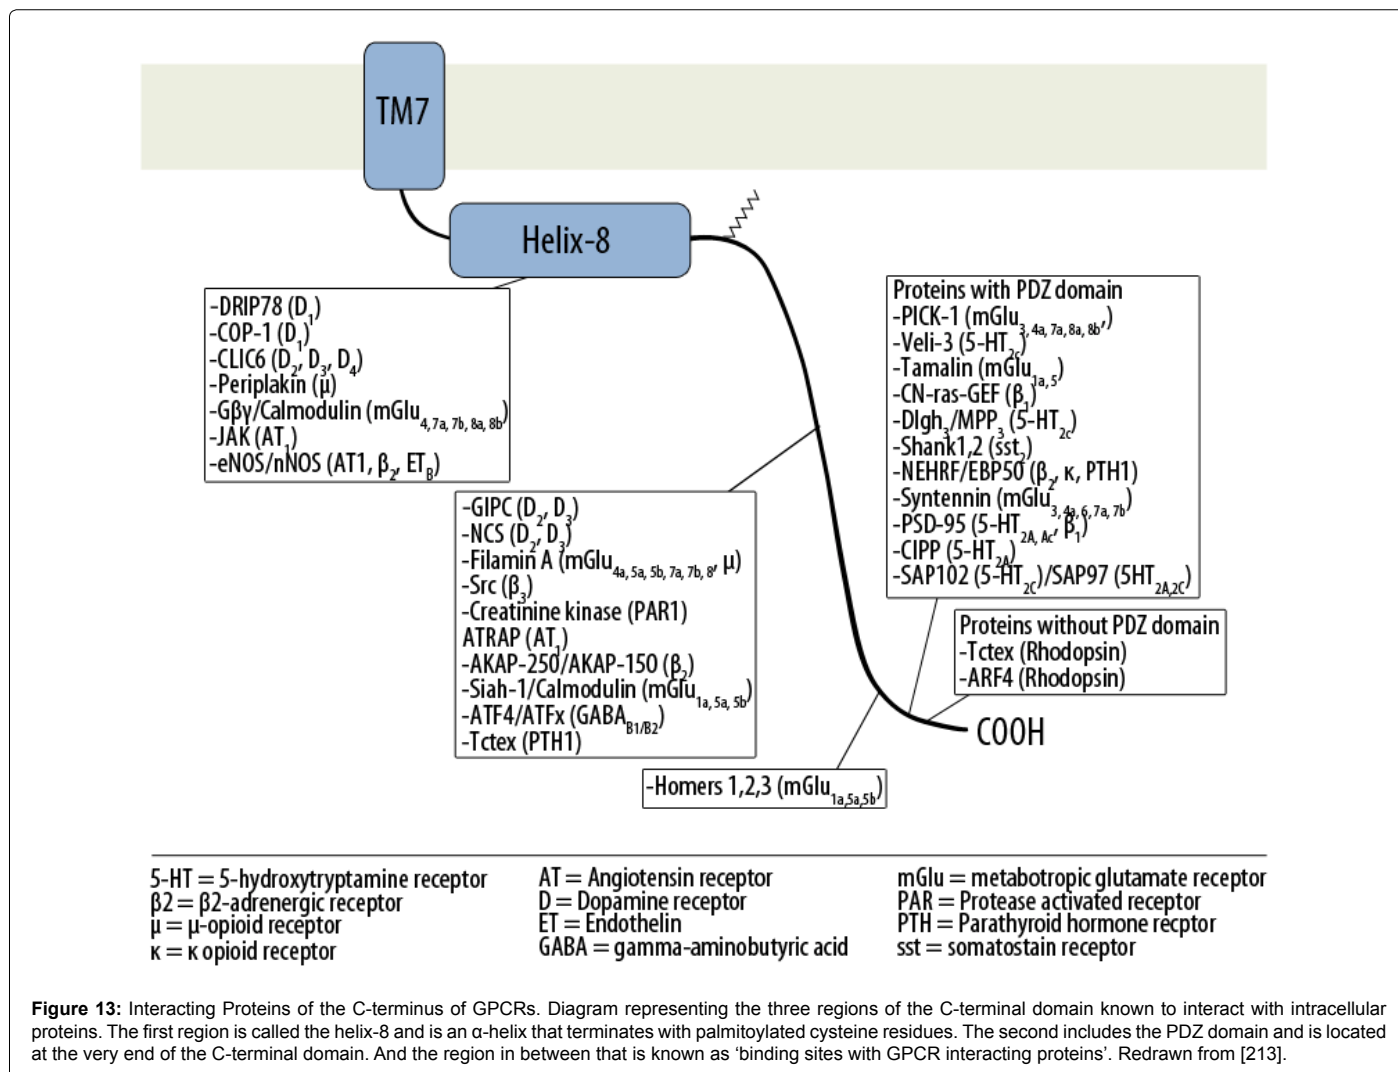 TM7
Helix-8
-DRIP78 (D1)
-COP-1 (D1)
-CLIC6 (D2, D3, D4)
-Periplakin (μ)
-Gβγ/Calmodulin (mGlu4, 7a, 7b, 8a, 8b)
-JAK (AT1)
-eNOS/nNOS (AT1, β2, ETB)
-GIPC (D2, D3)
-NCS (D2, D3)
-Filamin A (mGlu4a, 5a, 5b, 7a, 7b, 8, μ)
-Src (β3)
-Creatinine kinase (PAR1)
ATRAP (AT1)
-AKAP-250/AKAP-150 (β2)
-Siah-1/Calmodulin (mGlu1a, 5a, 5b)
-ATF4/ATFx (GABAB1/B2)
-Tctex (PTH1)
Proteins with PDZ domain
-PICK-1 (mGlu3, 4a, 7a, 8a, 8b,)
-Veli-3 (5-HT2c)
-Tamalin (mGlu1a, 5)
-CN-ras-GEF (β1)
-Dlgh3/MPP3 (5-HT2c)
-Shank1,2 (sst2)
-NEHRF/EBP50 (β2, κ, PTH1)
-Syntennin (mGlu3, 4a, 6, 7a, 7b)
-PSD-95 (5-HT2A, Ac, β1)
-CIPP (5-HT2A)
-SAP102 (5-HT2C)/SAP97 (5HT2A,2C)
Proteins without PDZ domain
-Tctex (Rhodopsin)
-ARF4 (Rhodopsin)
COOH
-Homers 1,2,3 (mGlu1a,5a,5b)
5-HT = 5-hydroxytryptamine receptor
β2 = β2-adrenergic receptor
μ = μ-opioid receptor
κ = κ opioid receptor
AT = Angiotensin receptor
D = Dopamine receptor
ET = Endothelin
GABA = gamma-aminobutyric acid
mGlu = metabotropic glutamate receptor
PAR = Protease activated receptor
PTH = Parathyroid hormone recptor
sst = somatostain receptor
Figure 13: Interacting Proteins of the C-terminus of GPCRs. Diagram representing the three regions of the C-terminal domain known to interact with intracellular
proteins. The first region is called the helix-8 and is an α-helix that terminates with palmitoylated cysteine residues. The second includes the PDZ domain and is located
at the very end of the C-terminal domain. And the region in between that is known as ‘binding sites with GPCR interacting proteins’. Redrawn from [213].